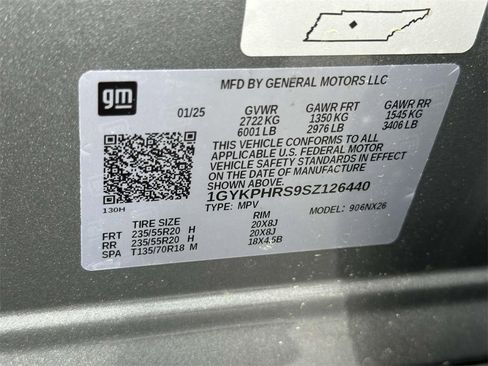 gm
MFD BY GENERAL MOTORS LLC
01/25 GVWR GAWR FRT GAWR RR
2722 KG 1350 KG 1545 KG
6001 LB 2976 LB 3406 LB
THIS VEHICLE CONFORMS TO ALL
APPLICABLE U.S. FEDERAL MOTOR
VEHICLE SAFETY STANDARDS IN EFFECT
ON THE DATE OF MANUFACTURE SHOWN ABOVE.
1GYKPHRS9SZ126440
130H TYPE: MPV MODEL: 906NX26
TIRE SIZE RIM
FRT 235/55R20 H 20X8J
RR 235/55R20 H 20X8J
SPA T135/70R18 M 18X4.5B